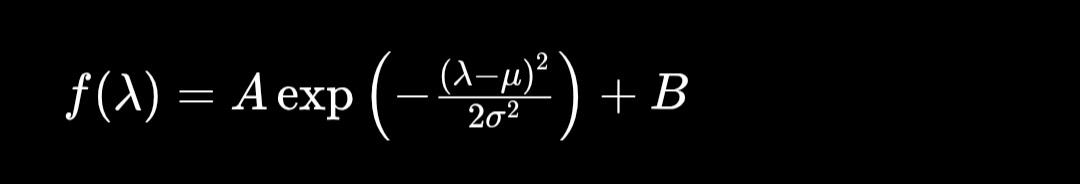 f(λ) = A exp(−(λ−μ)²/2σ²) + B